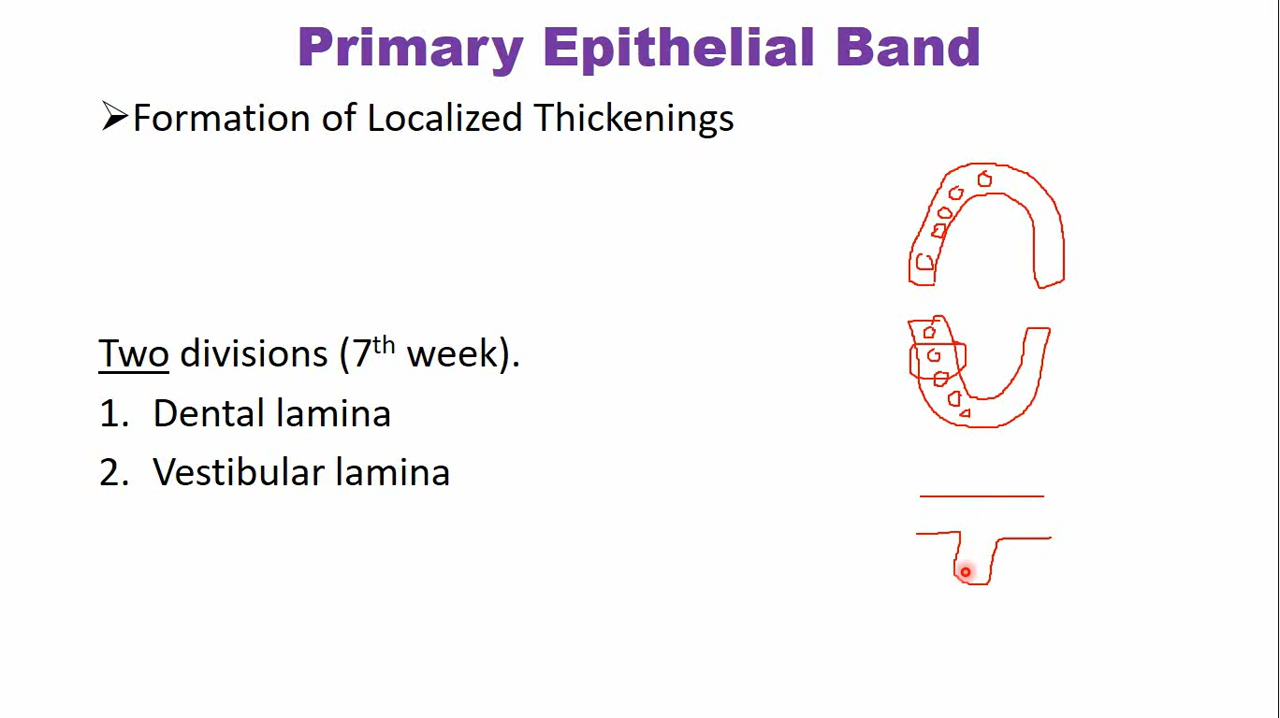 Primary Epithelial Band
➢Formation of Localized Thickenings
Two divisions (7th week).
1. Dental lamina
2. Vestibular lamina